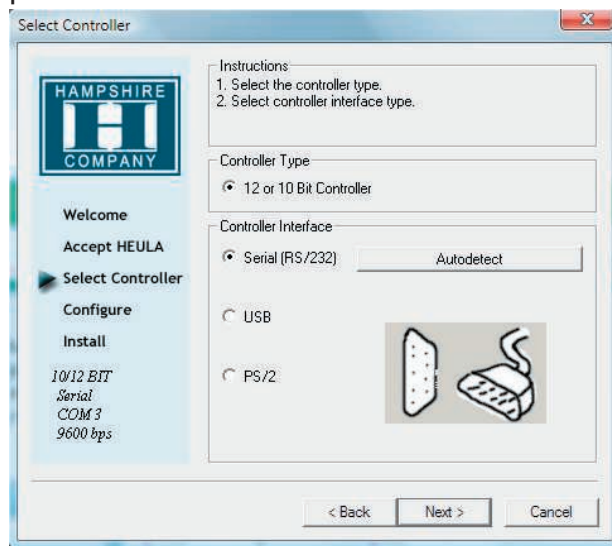 Select Controller
HAMPSHIRE
COMPANY
Welcome
Accept HEULA
Select Controller
Configure
Install
10/12 BIT
Serial
COM 3
9600 bps
Instructions
1. Select the controller type.
2. Select controller interface type.
Controller Type
12 or 10 Bit Controller
Controller Interface
Serial (RS/232)
Autodetect
USB
PS/2
< Back
Next >
Cancel